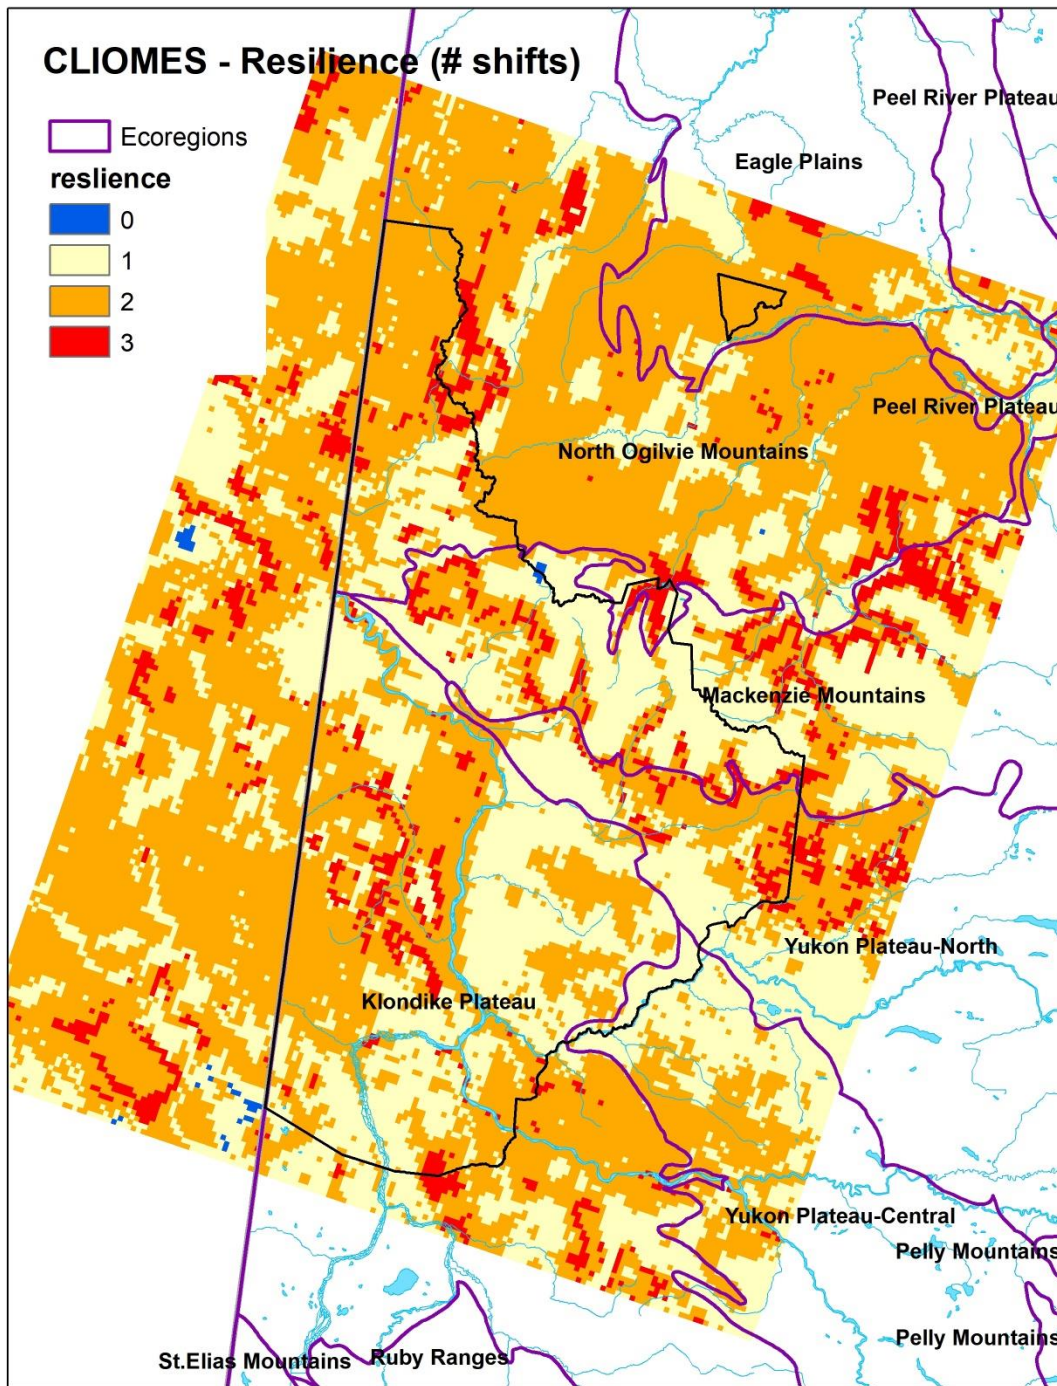 CLIOMES - Resilience (# shifts)
Ecoregions
reslience
0
1
2
3
Peel River Plateau
Eagle Plains
Peel River Plateau
North Ogilvie Mountains
Mackenzie Mountains
Yukon Plateau-North
Klondike Plateau
Yukon Plateau-Central
Pelly Mountains
Pelly Mountains
St.Elias Mountains
Ruby Ranges